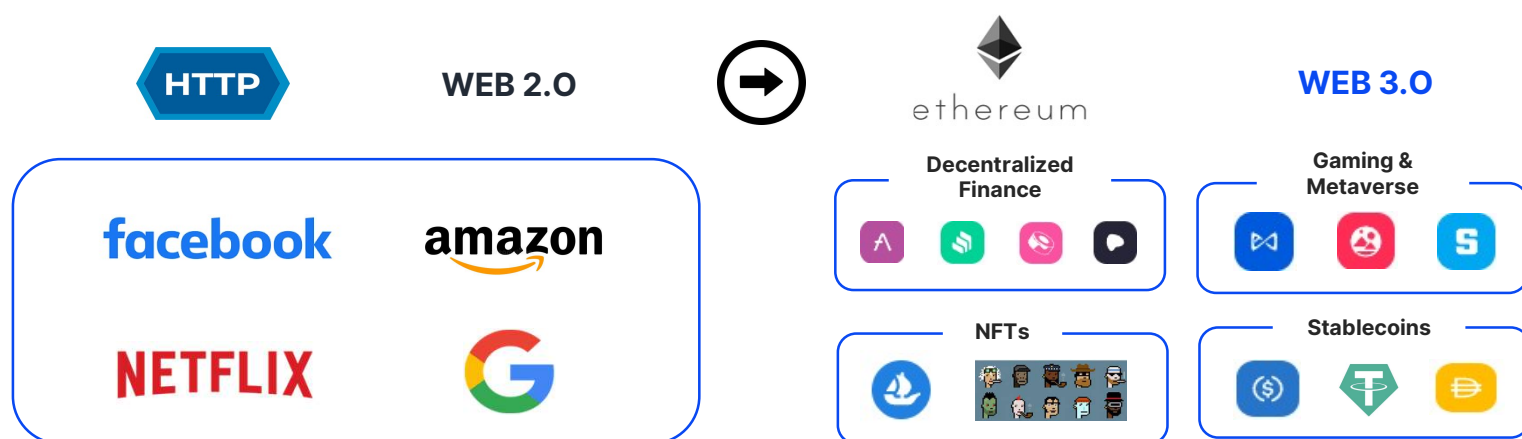 HTTP
WEB 2.O
ethereum
WEB 3.O
facebook
amazon
NETFLIX
G
Decentralized
Finance
Gaming &
Metaverse
S
NFTs
Stablecoins